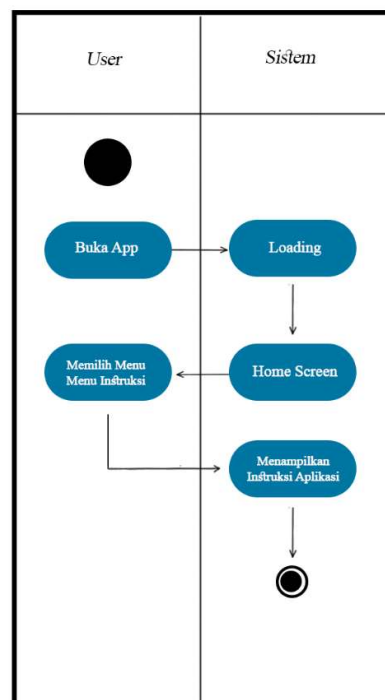 User
Sistem
Buka App
Loading
Memilih Menu
Menu Instruksi
Home Screen
Menampilkan
Instruksi Aplikasi